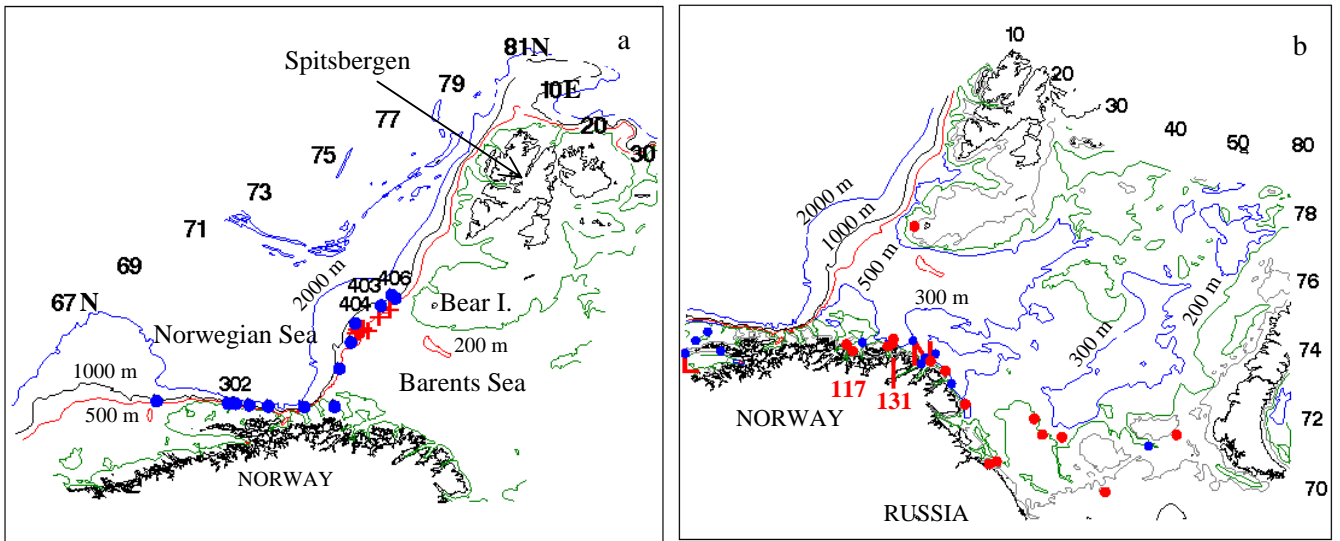 a
81N
Spitsbergen
79
10E
77
20
75
30
73
71
69
2000 m
403
406
404
67N
Bear I.
Norwegian Sea
200 m
1000 m
Barents Sea
302
500 m
NORWAY
b
10
20
30
40
50
80
2000 m
1000 m
78
500 m
76
200 m
300 m
300 m
74
117
131
NORWAY
72
70
RUSSIA